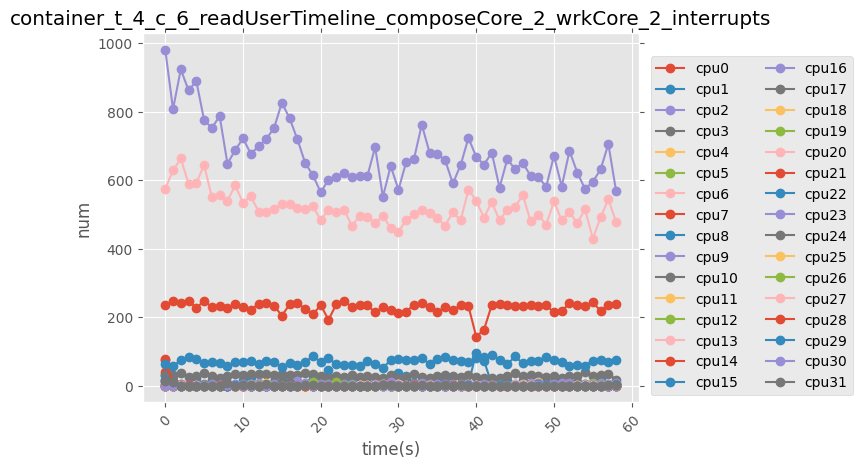 container_t_4_c_6_readUserTimeline_composeCore_2_wrkCore_2_interrupts
num
1000
800
600
400
200
0
0
10
20
30
40
50
60
time(s)
cpu0
cpu1
cpu2
cpu3
cpu4
cpu5
cpu6
cpu7
cpu8
cpu9
cpu10
cpu11
cpu12
cpu13
cpu14
cpu15
cpu16
cpu17
cpu18
cpu19
cpu20
cpu21
cpu22
cpu23
cpu24
cpu25
cpu26
cpu27
cpu28
cpu29
cpu30
cpu31